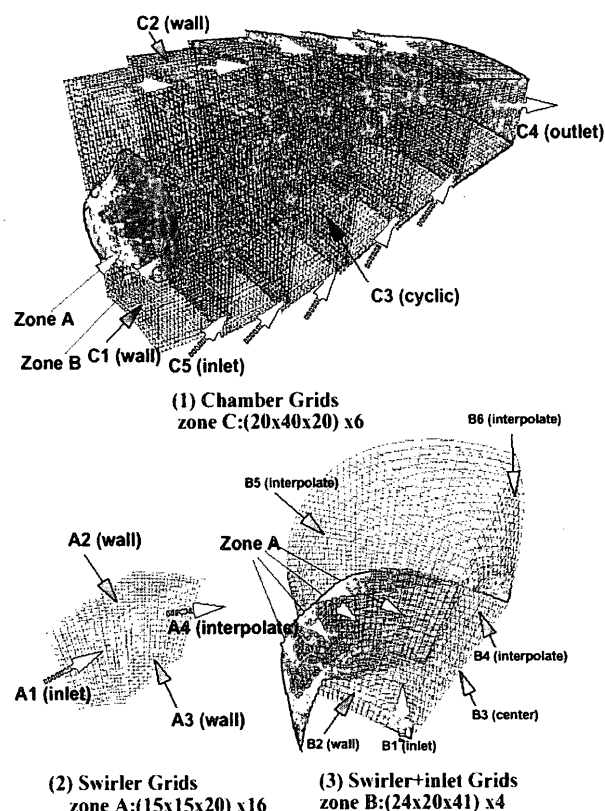 C2 (wall)
C4 (outlet)
C3 (cyclic)
Zone A
Zone B
C1 (wall)
C5 (inlet)
(1) Chamber Grids
zone C:(20x40x20) x6
B6 (interpolate)
B5 (interpolate)
A2 (wall)
Zone A
A4 (interpolate)
B4 (interpolate)
A1 (inlet)
B3 (center)
A3 (wall)
B2 (wall)
B1 (inlet)
(2) Swirler Grids
zone A:(15x15x20) x16
(3) Swirler+inlet Grids
zone B:(24x20x41) x4